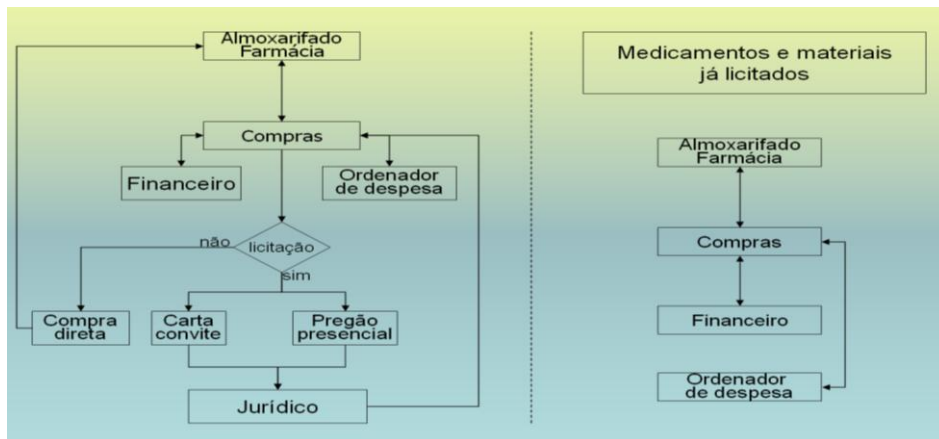 Almoxarifado
Farmácia
Compras
Financeiro
Ordenador
de despesa
não
licitação
sim
Compra
direta
Carta
convite
Pregão
presencial
Jurídico
Medicamentos e materiais
já licitados
Almoxarifado
Farmácia
Compras
Financeiro
Ordenador
de despesa